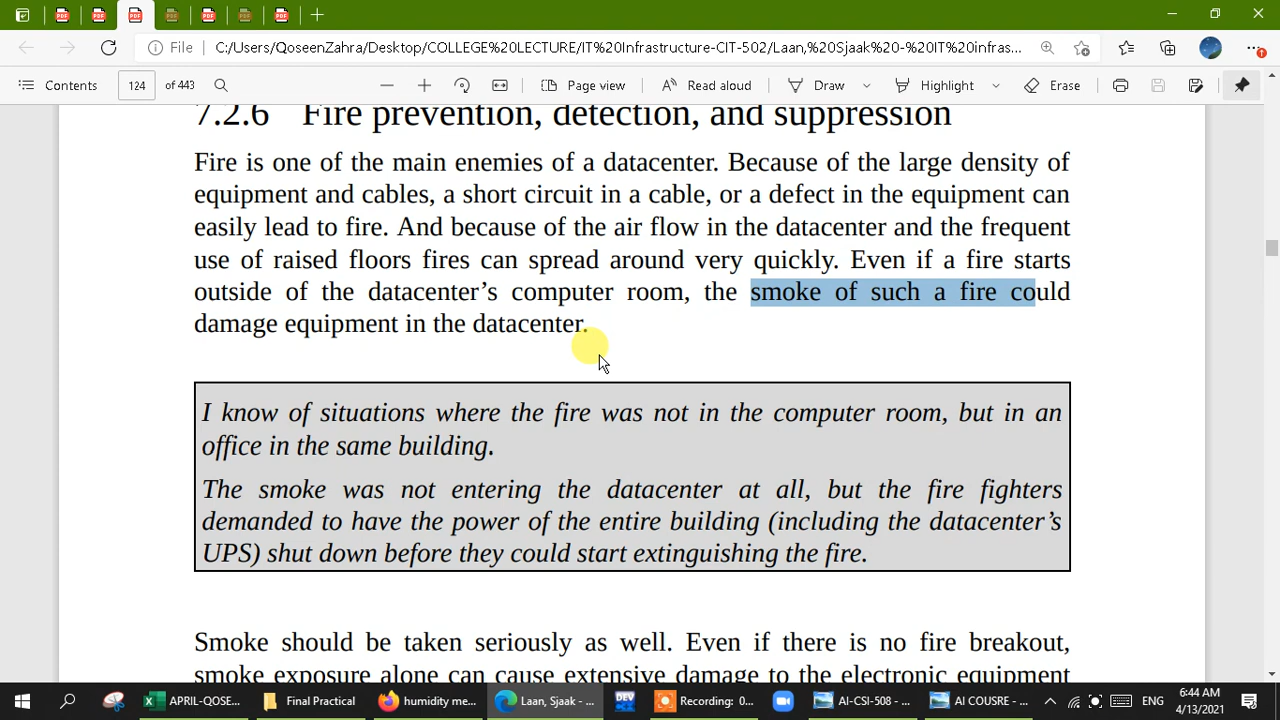 File
C:/Users/QoseenZahra/Desktop/COLLEGE%20LECTURE/IT%20Infrastructure-CIT-502/Laan,%20Sjaak%20-%20IT%20infras...
Contents
124
of 443
Page view
Read aloud
Draw
Highlight
Erase
7.2.6 Fire prevention, detection, and suppression
Fire is one of the main enemies of a datacenter. Because of the large density of
equipment and cables, a short circuit in a cable, or a defect in the equipment can
easily lead to fire. And because of the air flow in the datacenter and the frequent
use of raised floors fires can spread around very quickly. Even if a fire starts
outside of the datacenter’s computer room, the smoke of such a fire could
damage equipment in the datacenter.
I know of situations where the fire was not in the computer room, but in an
office in the same building.
The smoke was not entering the datacenter at all, but the fire fighters
demanded to have the power of the entire building (including the datacenter’s
UPS) shut down before they could start extinguishing the fire.
Smoke should be taken seriously as well. Even if there is no fire breakout,
smoke exposure alone can cause extensive damage to the electronic equipment
APRIL-QOSE...
Final Practical
humidity me...
Laan, Sjaak - ...
DEV
Recording: 0...
AI-CSI-508 - ...
AI COUSRE - ...
ENG
6:44 AM
4/13/2021